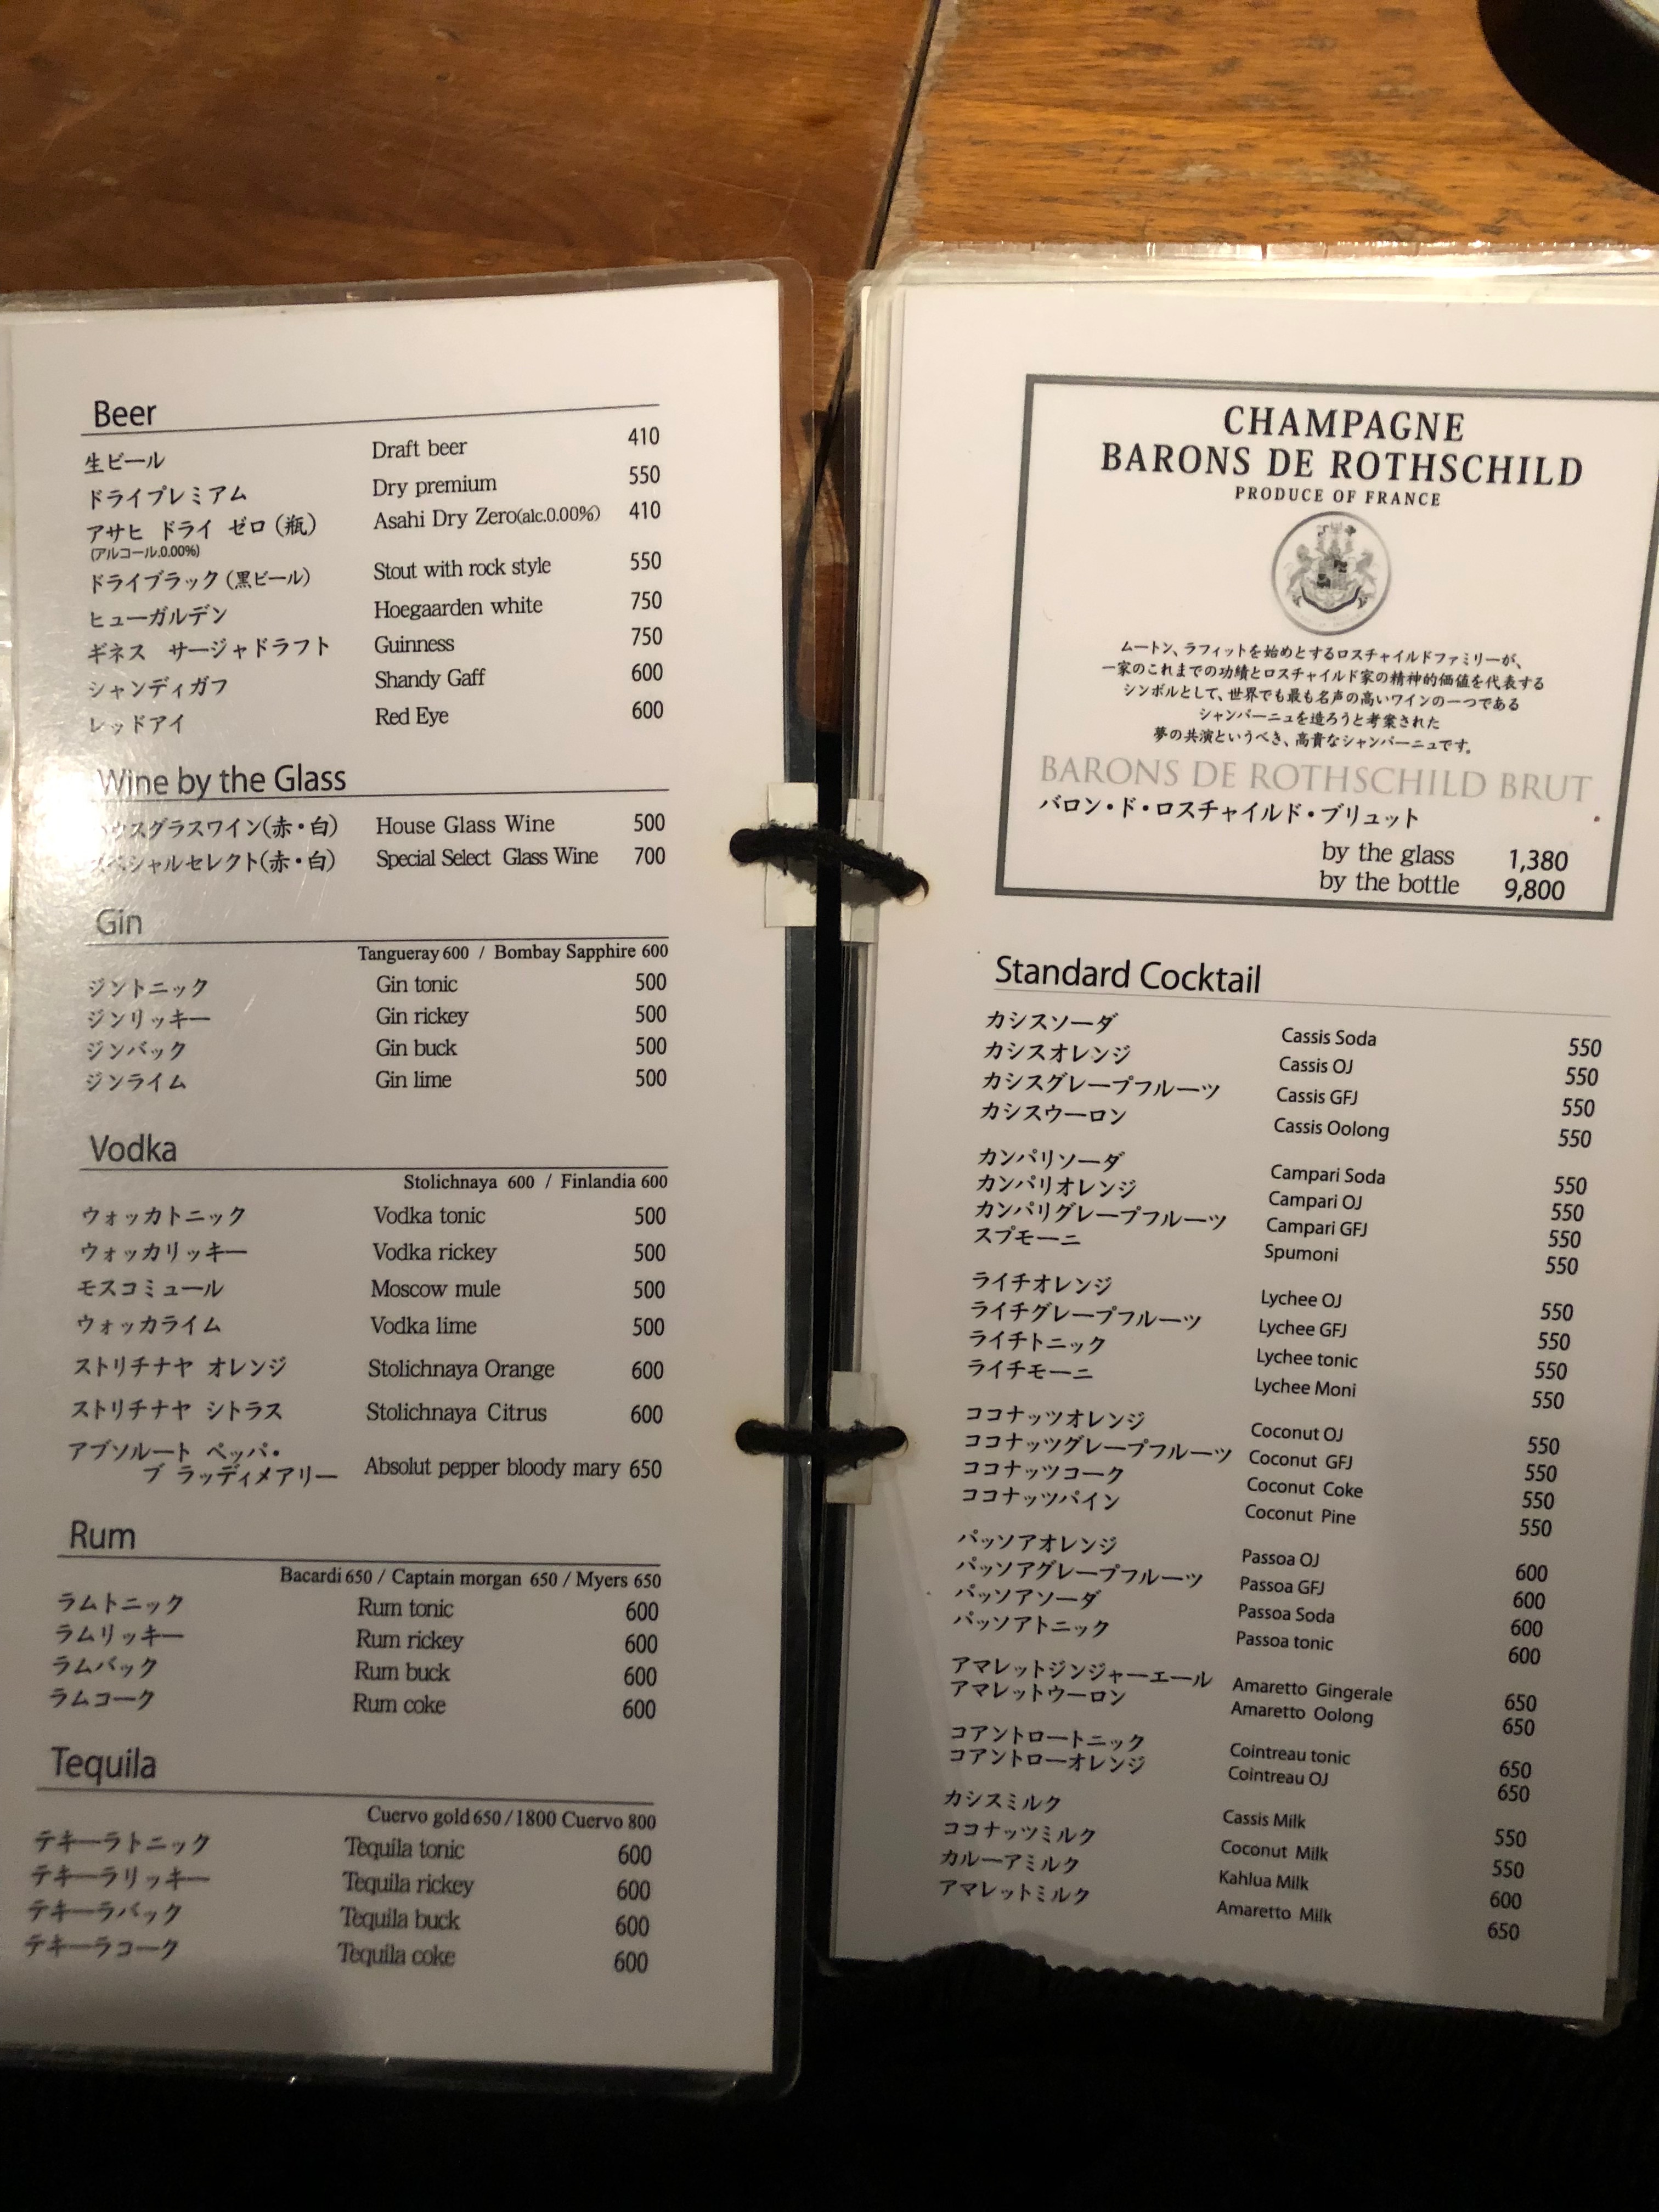 Beer
生ビール Draft beer 410
ドライプレミアム Dry premium 550
アサヒ ドライ ゼロ（瓶） Asahi Dry Zero(alc.0.00%) 410
(アルコール.0.00%)
ドライブラック（黒ビール） Stout with rock style 550
ヒューガルデン Hoegaarden white 750
ギネス サージャドラフト Guinness 750
シャンディガフ Shandy Gaff 600
レッドアイ Red Eye 600
Wine by the Glass
ウスグラスワイン(赤・白) House Glass Wine 500
ペシャルセレクト(赤・白) Special Select Glass Wine 700
Gin
Tangueray 600 / Bombay Sapphire 600
ジントニック Gin tonic 500
ジンリッキー Gin rickey 500
ジンバック Gin buck 500
ジンライム Gin lime 500
Vodka
Stolichnaya 600 / Finlandia 600
ウォッカトニック Vodka tonic 500
ウォッカリッキー Vodka rickey 500
モスコミュール Moscow mule 500
ウォッカライム Vodka lime 500
ストリチナヤ オレンジ Stolichnaya Orange 600
ストリチナヤ シトラス Stolichnaya Citrus 600
アブソルート ペッパ・
ブ ラッディメアリー Absolut pepper bloody mary 650
Rum
Bacardi 650 / Captain morgan 650 / Myers 650
ラムトニック Rum tonic 600
ラムリッキー Rum rickey 600
ラムバック Rum buck 600
ラムコーク Rum coke 600
Tequila
Cuervo gold 650 / 1800 Cuervo 800
テキーラトニック Tequila tonic 600
テキーラリッキー Tequila rickey 600
テキーラバック Tequila buck 600
テキーラコーク Tequila coke 600
CHAMPAGNE
BARONS DE ROTHSCHILD
PRODUCE OF FRANCE
ムートン、ラフィットを始めとするロスチャイルドファミリーが、
一家のこれまでの功績とロスチャイルド家の精神的価値を代表する
シンボルとして、世界でも最も名声の高いワインの一つである
シャンパーニュを造ろうと考案された
夢の共演というべき、高貴なシャンパーニュです。
BARONS DE ROTHSCHILD BRUT
バロン・ド・ロスチャイルド・ブリュット
by the glass 1,380
by the bottle 9,800
Standard Cocktail
カシスソーダ Cassis Soda 550
カシスオレンジ Cassis OJ 550
カシスグレープフルーツ Cassis GFJ 550
カシスウーロン Cassis Oolong 550
カンパリソーダ Campari Soda 550
カンパリオレンジ Campari OJ 550
カンパリグレープフルーツ Campari GFJ 550
スプモーニ Spumoni 550
ライチオレンジ Lychee OJ 550
ライチグレープフルーツ Lychee GFJ 550
ライチトニック Lychee tonic 550
ライチモーニ Lychee Moni 550
ココナッツオレンジ Coconut OJ 550
ココナッツグレープフルーツ Coconut GFJ 550
ココナッツコーク Coconut Coke 550
ココナッツパイン Coconut Pine 550
パッソアオレンジ Passoa OJ 600
パッソアグレープフルーツ Passoa GFJ 600
パッソアソーダ Passoa Soda 600
パッソアトニック Passoa tonic 600
アマレットジンジャーエール Amaretto Gingerale 650
アマレットウーロン Amaretto Oolong 650
コアントロートニック Cointreau tonic 650
コアントローオレンジ Cointreau OJ 650
カシスミルク Cassis Milk 550
ココナッツミルク Coconut Milk 550
カルーアミルク Kahlua Milk 600
アマレットミルク Amaretto Milk 650